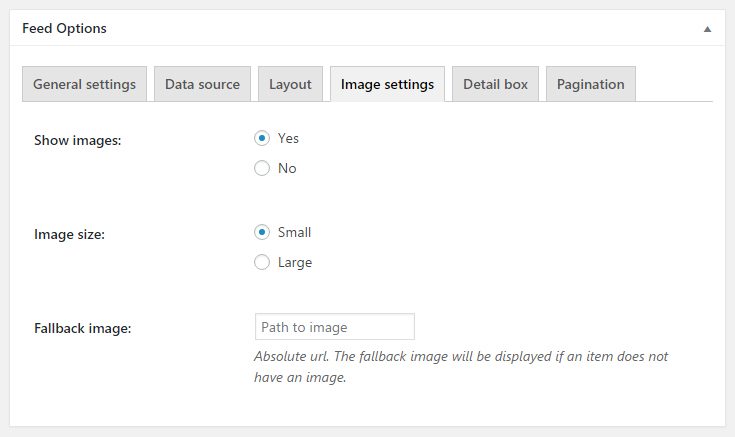 Feed Options
General settings Data source Layout Image settings Detail box Pagination
Show images: Yes
No
Image size: Small
Large
Fallback image: Path to image
Absolute url. The fallback image will be displayed if an item does not
have an image.